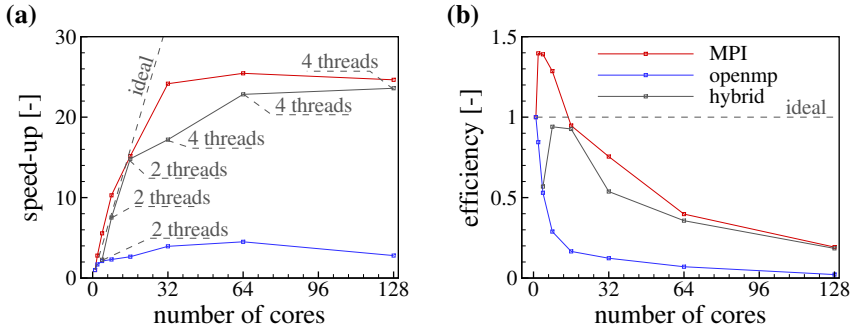 (a)
30
20
10
0
speed-up [-]
ideal
4 threads
4 threads
4 threads
2 threads
2 threads
2 threads
0 32 64 96 128
number of cores
(b)
1.5
1
0.5
0
efficiency [-]
MPI
openmp
hybrid
ideal
0 32 64 96 128
number of cores